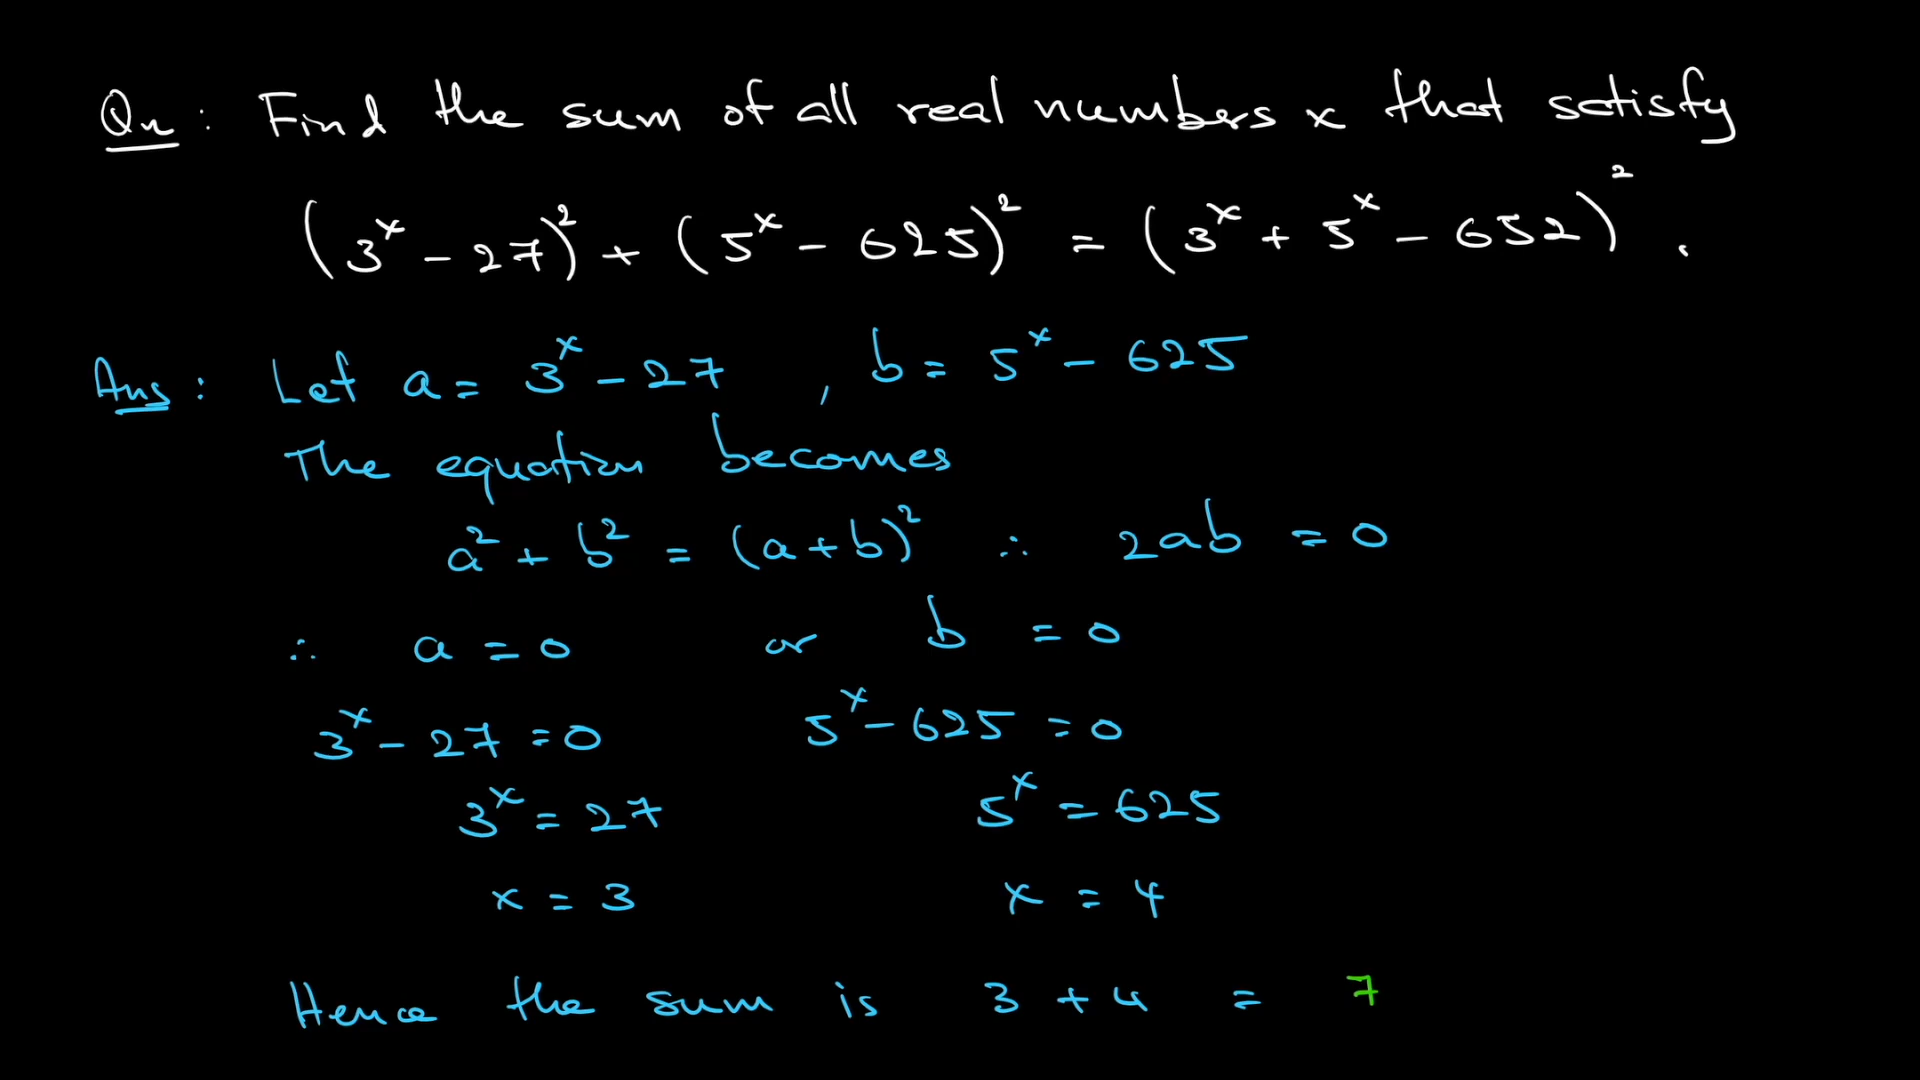 Qn : Find the sum of all real numbers x that satisfy
(3^x - 27)^2 + (5^x - 625)^2 = (3^x + 5^x - 652)^2 .
Ans : Let a = 3^x - 27 , b = 5^x - 625
The equation becomes
a^2 + b^2 = (a + b)^2 ∴ 2ab = 0
∴ a = 0 or b = 0
3^x - 27 = 0 5^x - 625 = 0
3^x = 27 5^x = 625
x = 3 x = 4
Hence the sum is 3 + 4 = 7